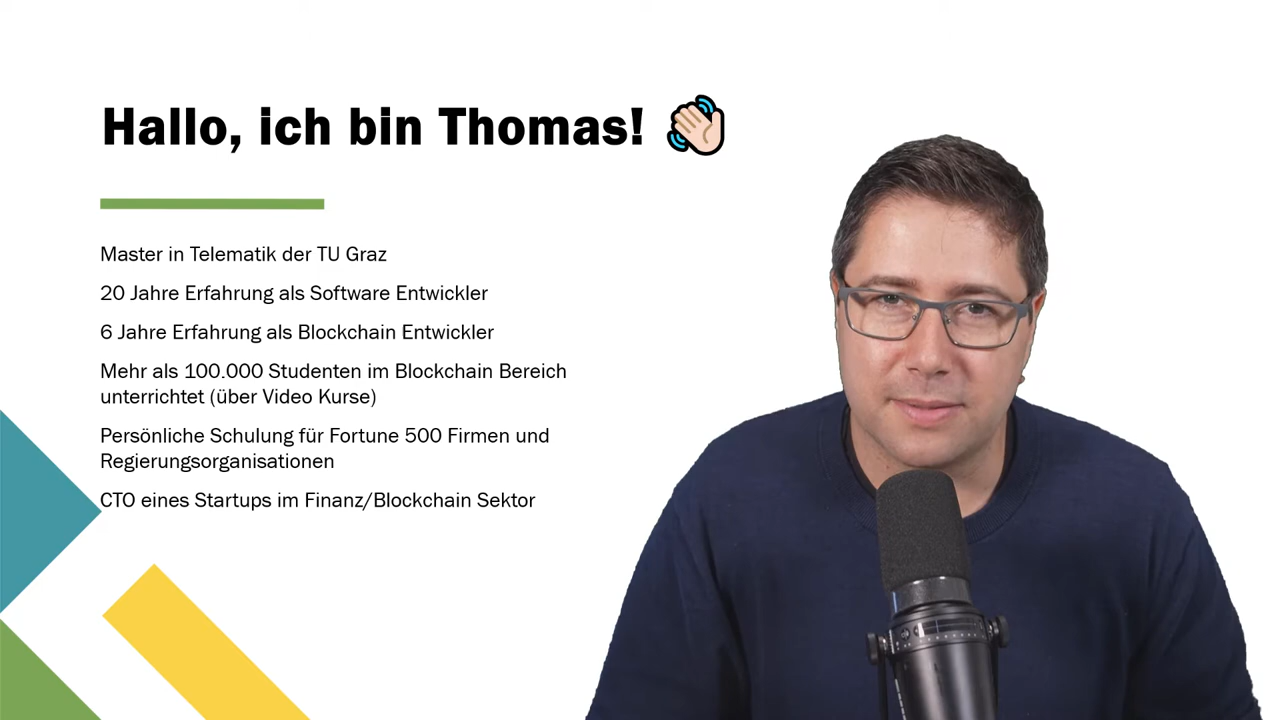 Hallo, ich bin Thomas! 👋🏻
Master in Telematik der TU Graz
20 Jahre Erfahrung als Software Entwickler
6 Jahre Erfahrung als Blockchain Entwickler
Mehr als 100.000 Studenten im Blockchain Bereich
unterrichtet (über Video Kurse)
Persönliche Schulung für Fortune 500 Firmen und
Regierungsorganisationen
CTO eines Startups im Finanz/Blockchain Sektor